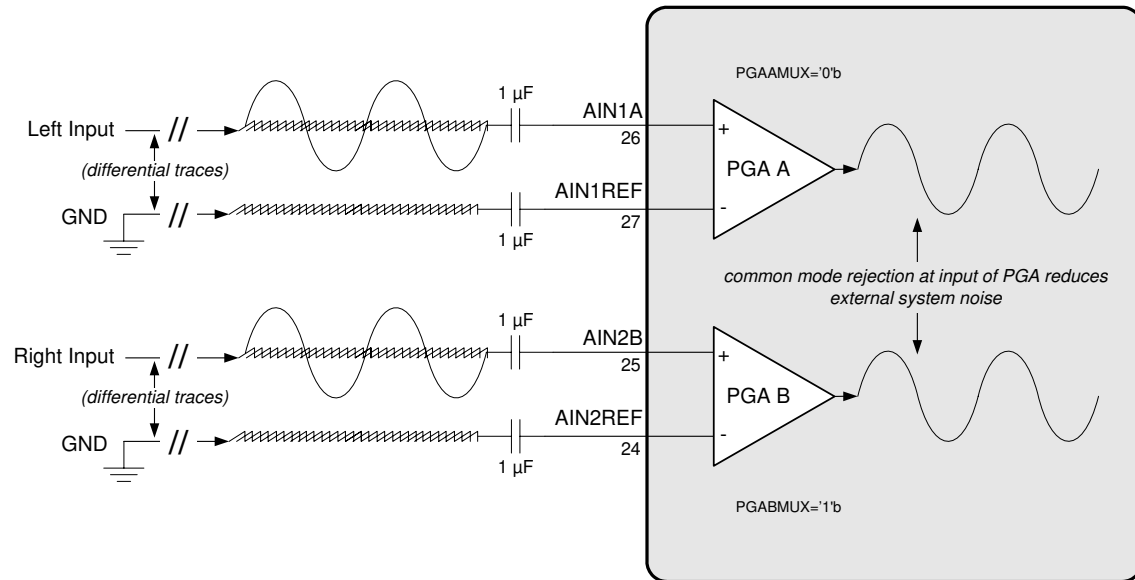 PGAAMUX='0'b
1 µF
AIN1A
26
Left Input
+
PGA A
-
(differential traces)
AIN1REF
27
GND
1 µF
common mode rejection at input of PGA reduces
external system noise
1 µF
AIN2B
25
Right Input
+
PGA B
-
(differential traces)
AIN2REF
24
GND
1 µF
PGABMUX='1'b